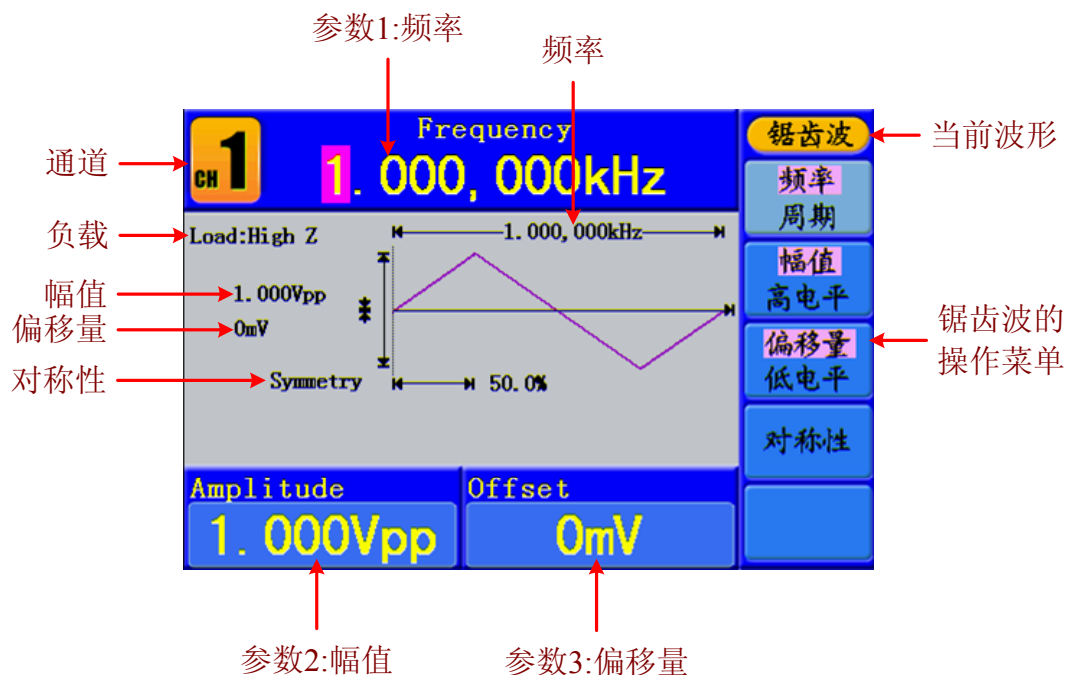 参数1:频率
频率
通道
CH 1
Frequency
1.000,000kHz
锯齿波
当前波形
频率
周期
负载
Load:High Z
1.000,000kHz
幅值
1.000Vpp
幅值
高电平
偏移量
0mV
偏移量
低电平
锯齿波的
操作菜单
对称性
Symmetry
50.0%
对称性
Amplitude
1.000Vpp
Offset
0mV
参数2:幅值
参数3:偏移量